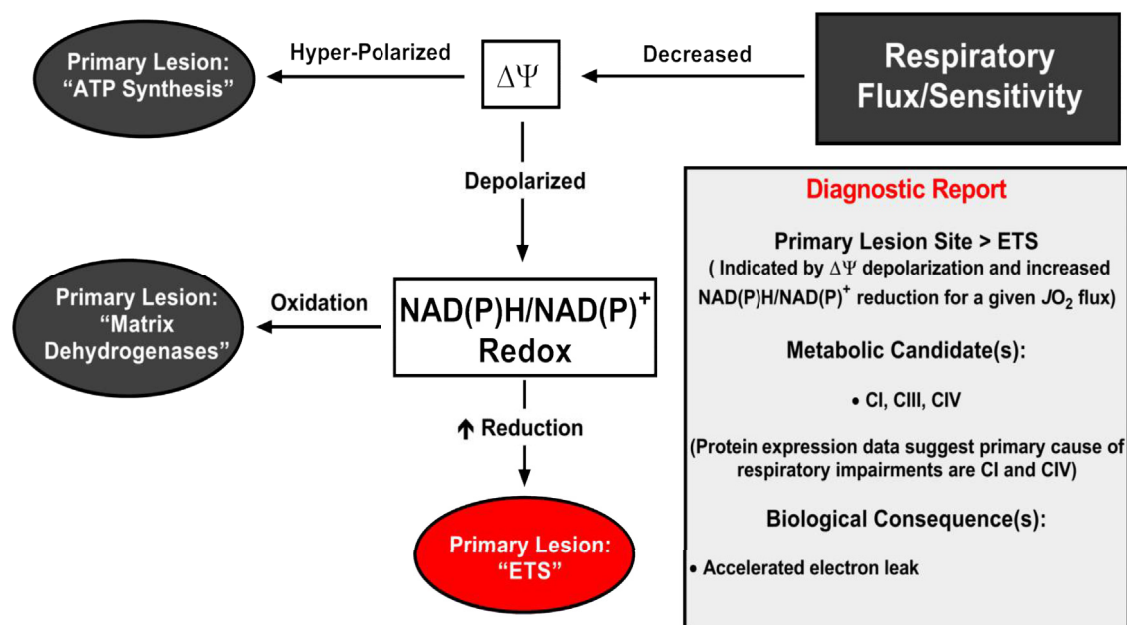 Primary Lesion:
“ATP Synthesis”
Hyper-Polarized
ΔΨ
Decreased
Respiratory
Flux/Sensitivity
Depolarized
Primary Lesion:
“Matrix
Dehydrogenases”
Oxidation
NAD(P)H/NAD(P)⁺
Redox
↑ Reduction
Primary Lesion:
“ETS”
Diagnostic Report
Primary Lesion Site > ETS
( Indicated by ΔΨ depolarization and increased
NAD(P)H/NAD(P)⁺ reduction for a given JO₂ flux)
Metabolic Candidate(s):
• CI, CIII, CIV
(Protein expression data suggest primary cause of
respiratory impairments are CI and CIV)
Biological Consequence(s):
• Accelerated electron leak